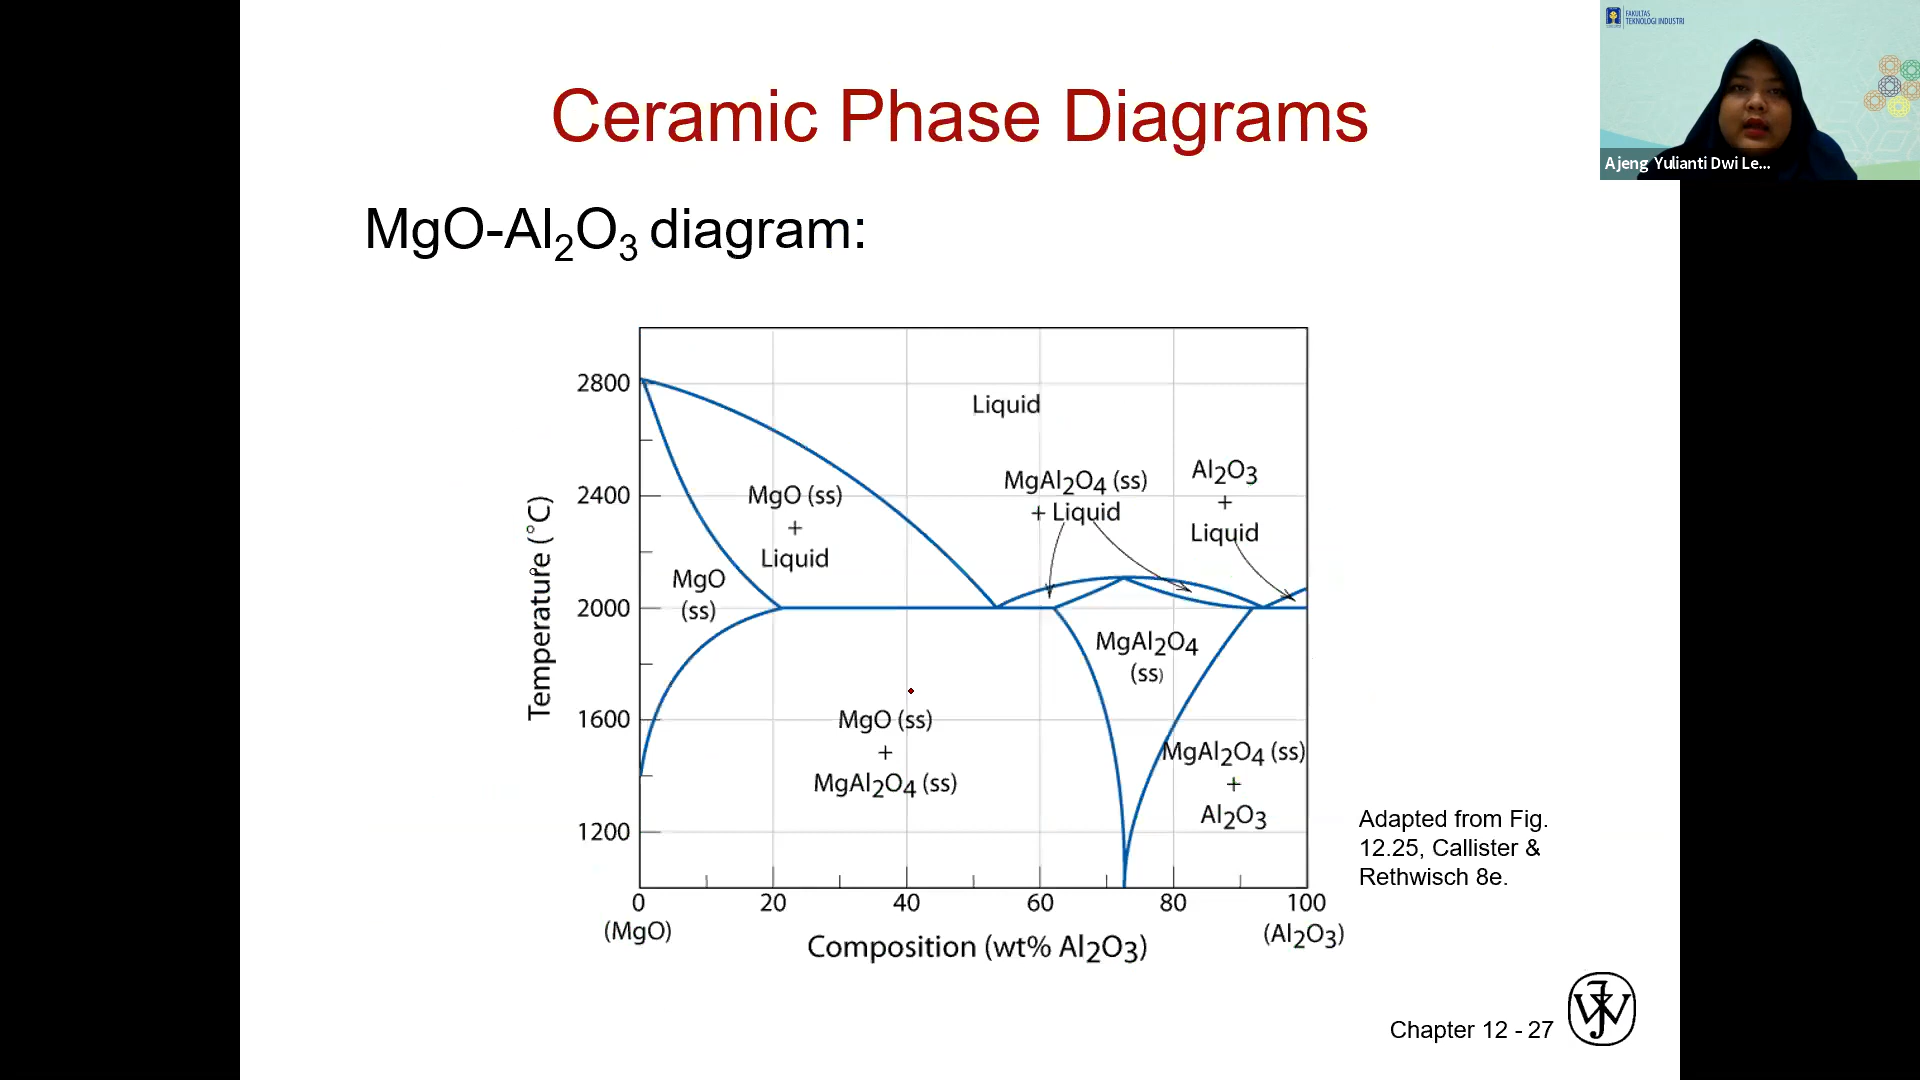 FAKULTAS
TEKNOLOGI INDUSTRI
Ajeng Yulianti Dwi Le...
Ceramic Phase Diagrams
MgO-Al₂O₃ diagram:
Temperature (°C)
2800
2400
2000
1600
1200
Liquid
MgO (ss)
+
Liquid
MgAl₂O₄ (ss)
+ Liquid
Al₂O₃
+
Liquid
MgO
(ss)
MgAl₂O₄
(ss)
MgO (ss)
+
MgAl₂O₄ (ss)
MgAl₂O₄ (ss)
+
Al₂O₃
0 20 40 60 80 100
(MgO) (Al₂O₃)
Composition (wt% Al₂O₃)
Adapted from Fig.
12.25, Callister &
Rethwisch 8e.
Chapter 12 - 27